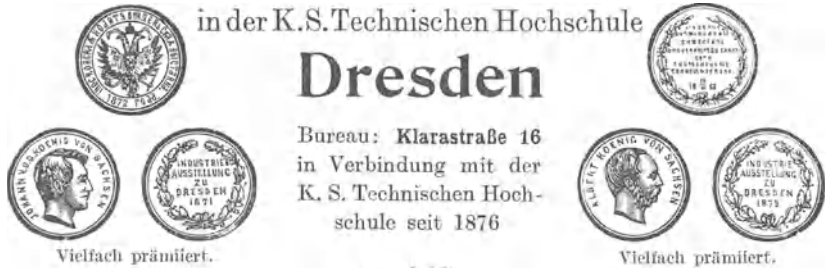 in der K. S. Technischen Hochschule
Dresden
Bureau: Klarastraße 16
in Verbindung mit der
K. S. Technischen Hoch-
schule seit 1876
1872
JOHANN V. G. G. KOENIG VON SACHSEN
INDUSTRIE
AUSSTELLUNG
ZU
DRESDEN
1871
Vielfach prämiiert.
ALBERT KOENIG VON SACHSEN
INDUSTRIE
AUSSTELLUNG
ZU
DRESDEN
1875
Vielfach prämiiert.